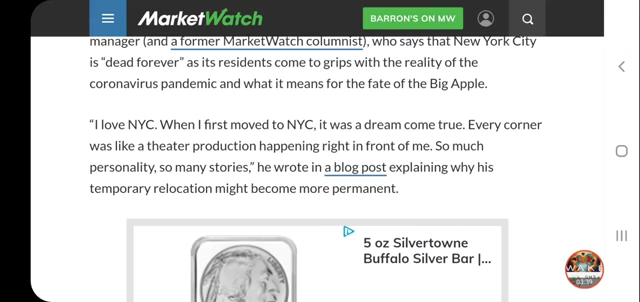 MarketWatch
BARRON'S ON MW
manager (and a former MarketWatch columnist), who says that New York City
is “dead forever” as its residents come to grips with the reality of the
coronavirus pandemic and what it means for the fate of the Big Apple.
“I love NYC. When I first moved to NYC, it was a dream come true. Every corner
was like a theater production happening right in front of me. So much
personality, so many stories,” he wrote in a blog post explaining why his
temporary relocation might become more permanent.
5 oz Silvertowne
Buffalo Silver Bar |...
03:39